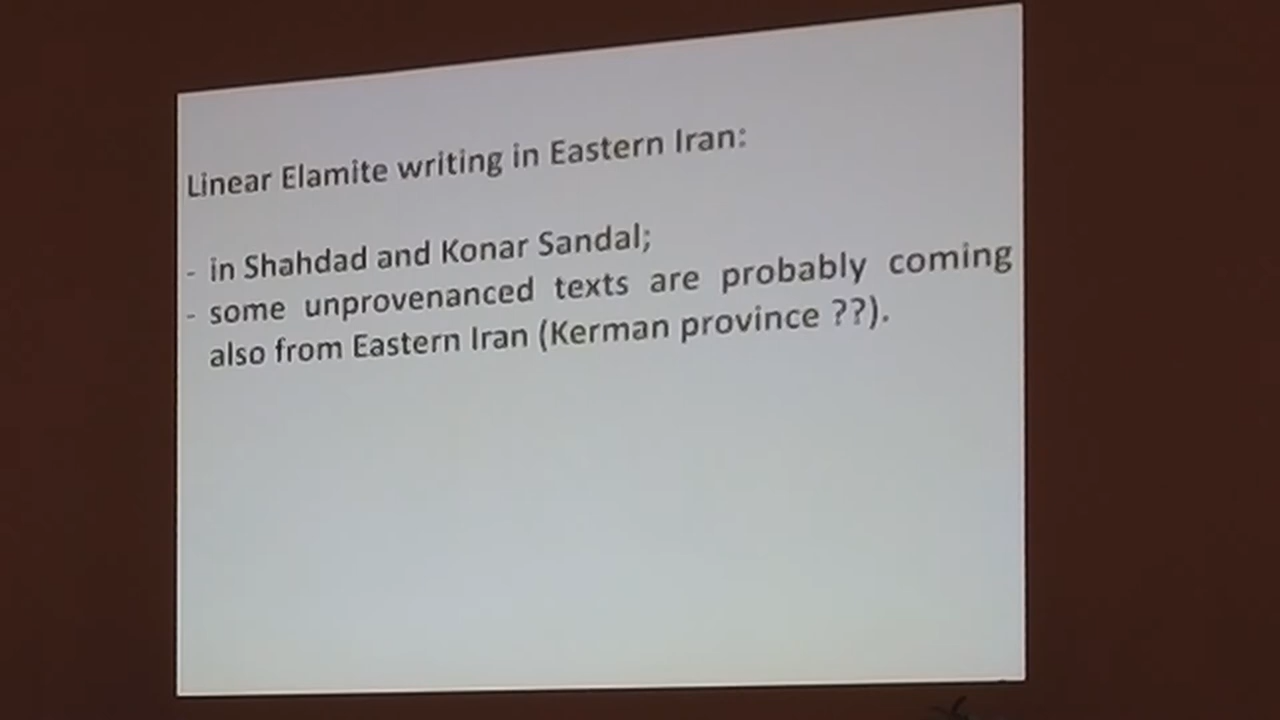 Linear Elamite writing in Eastern Iran:
- in Shahdad and Konar Sandal;
- some unprovenanced texts are probably coming
also from Eastern Iran (Kerman province ??).